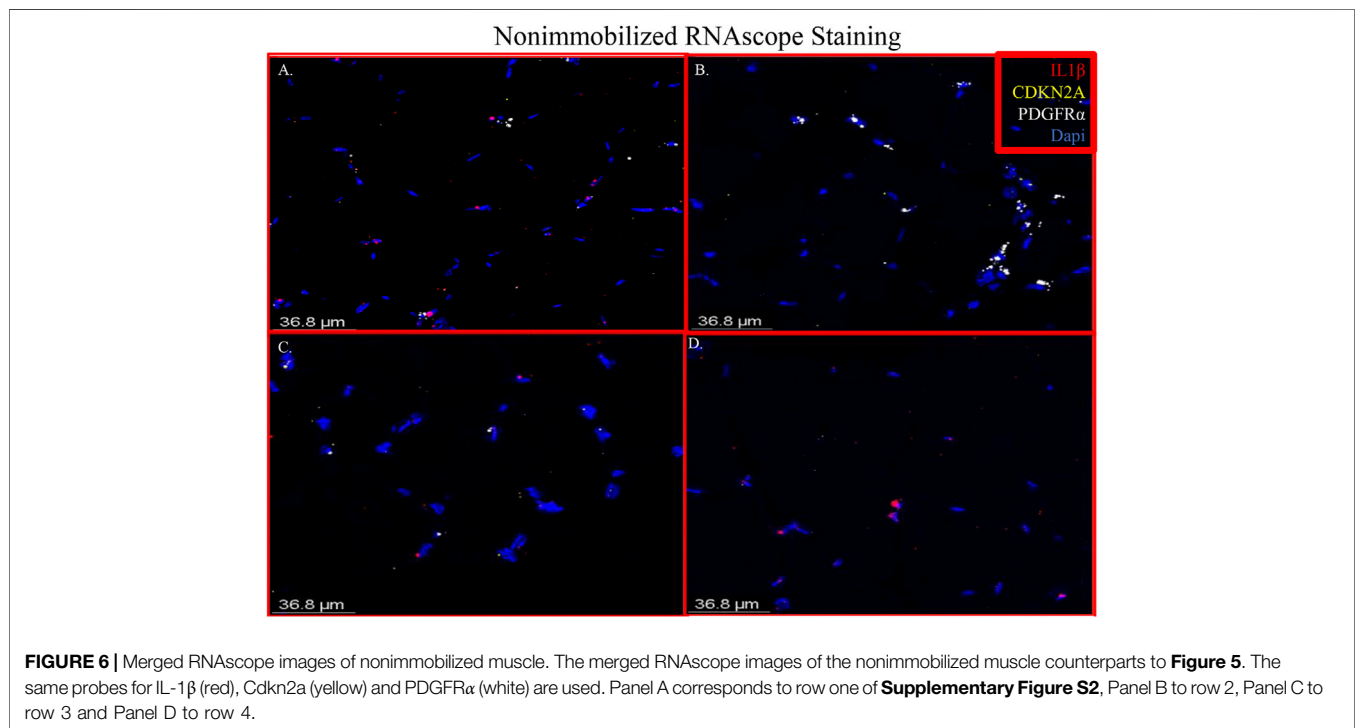 Nonimmobilized RNAscope Staining
A.
B.
IL1β
CDKN2A
PDGFRα
Dapi
36.8 μm
36.8 μm
C.
D.
36.8 μm
36.8 μm
FIGURE 6 | Merged RNAscope images of nonimmobilized muscle. The merged RNAscope images of the nonimmobilized muscle counterparts to Figure 5. The
same probes for IL-1β (red), Cdkn2a (yellow) and PDGFRα (white) are used. Panel A corresponds to row one of Supplementary Figure S2, Panel B to row 2, Panel C to
row 3 and Panel D to row 4.